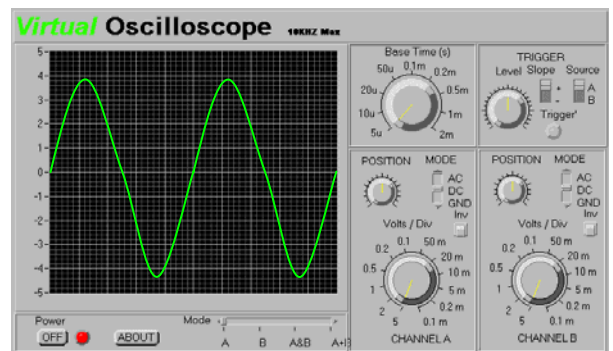 Virtual Oscilloscope 10KHZ Max
5
4
3
2
1
0
-1
-2
-3
-4
-5
Power
OFF
ABOUT
Mode
A B A&B A+B
Base Time (s)
50u 0.1m 0.2m
20u 0.5m
10u 1m
5u 2m
TRIGGER
Level Slope Source
+ A
- B
Trigger'
POSITION MODE
AC
DC
GND
Inv
Volts / Div
0.2 0.1 50 m
20 m
0.5 10 m
1 5 m
2 0.2 m
5 0.1 m
CHANNEL A
POSITION MODE
AC
DC
GND
Inv
Volts / Div
0.2 0.1 50 m
20 m
0.5 10 m
1 5 m
2 0.2 m
5 0.1 m
CHANNEL B